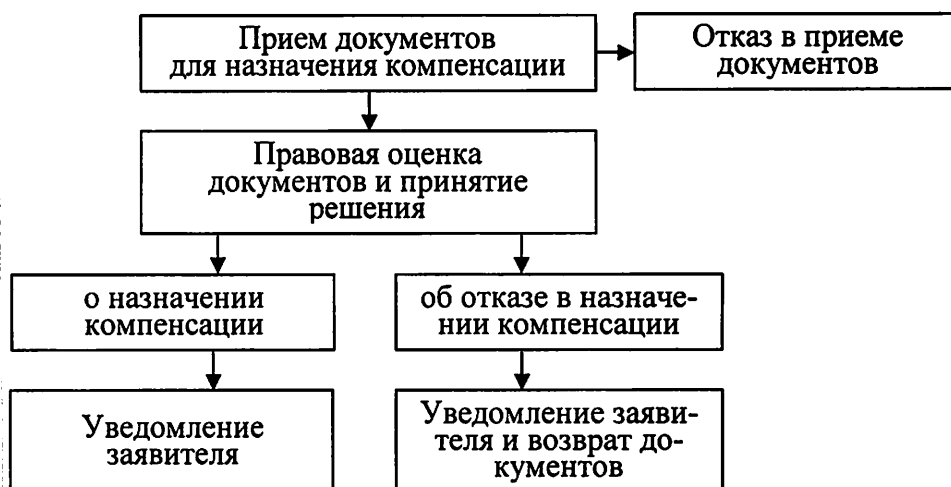 Прием документов
для назначения компенсации
Отказ в приеме
документов
Правовая оценка
документов и принятие
решения
о назначении
компенсации
об отказе в назначе-
нии компенсации
Уведомление
заявителя
Уведомление заяви-
теля и возврат до-
кументов